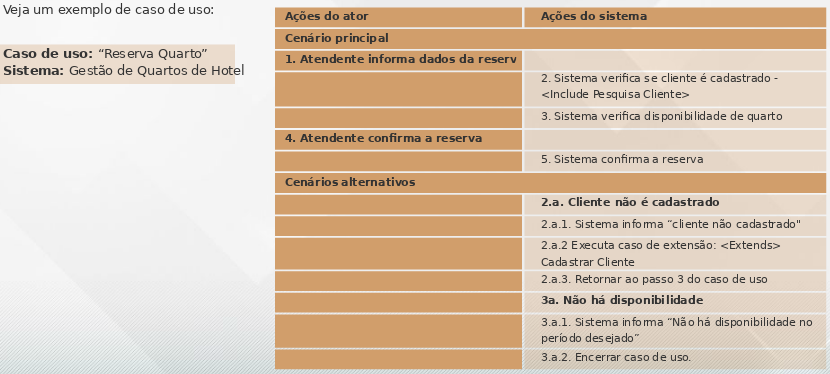 Veja um exemplo de caso de uso:
Caso de uso: “Reserva Quarto”
Sistema: Gestão de Quartos de Hotel
Ações do ator
Ações do sistema
Cenário principal
1. Atendente informa dados da reserv
2. Sistema verifica se cliente é cadastrado -
<Include Pesquisa Cliente>
3. Sistema verifica disponibilidade de quarto
4. Atendente confirma a reserva
5. Sistema confirma a reserva
Cenários alternativos
2.a. Cliente não é cadastrado
2.a.1. Sistema informa “cliente não cadastrado"
2.a.2 Executa caso de extensão: <Extends>
Cadastrar Cliente
2.a.3. Retornar ao passo 3 do caso de uso
3a. Não há disponibilidade
3.a.1. Sistema informa “Não há disponibilidade no
período desejado”
3.a.2. Encerrar caso de uso.